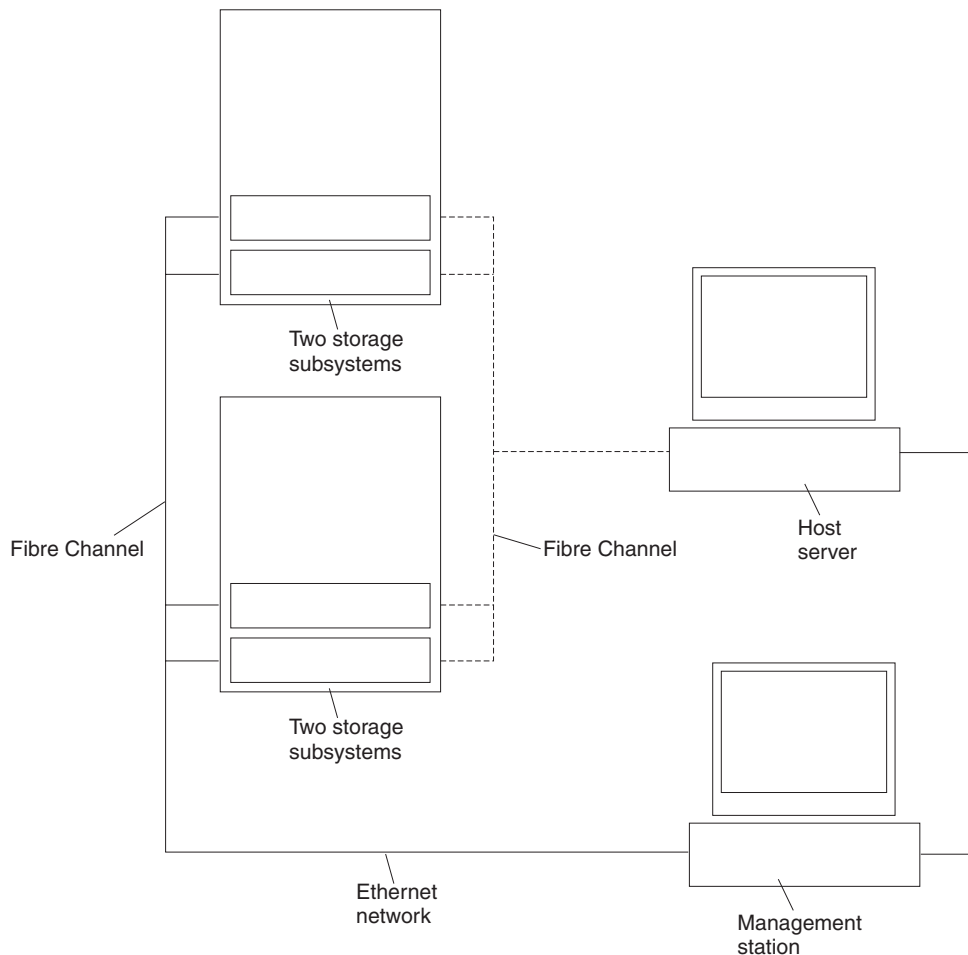 Two storage
subsystems
Fibre Channel
Fibre Channel
Host
server
Two storage
subsystems
Ethernet
network
Management
station